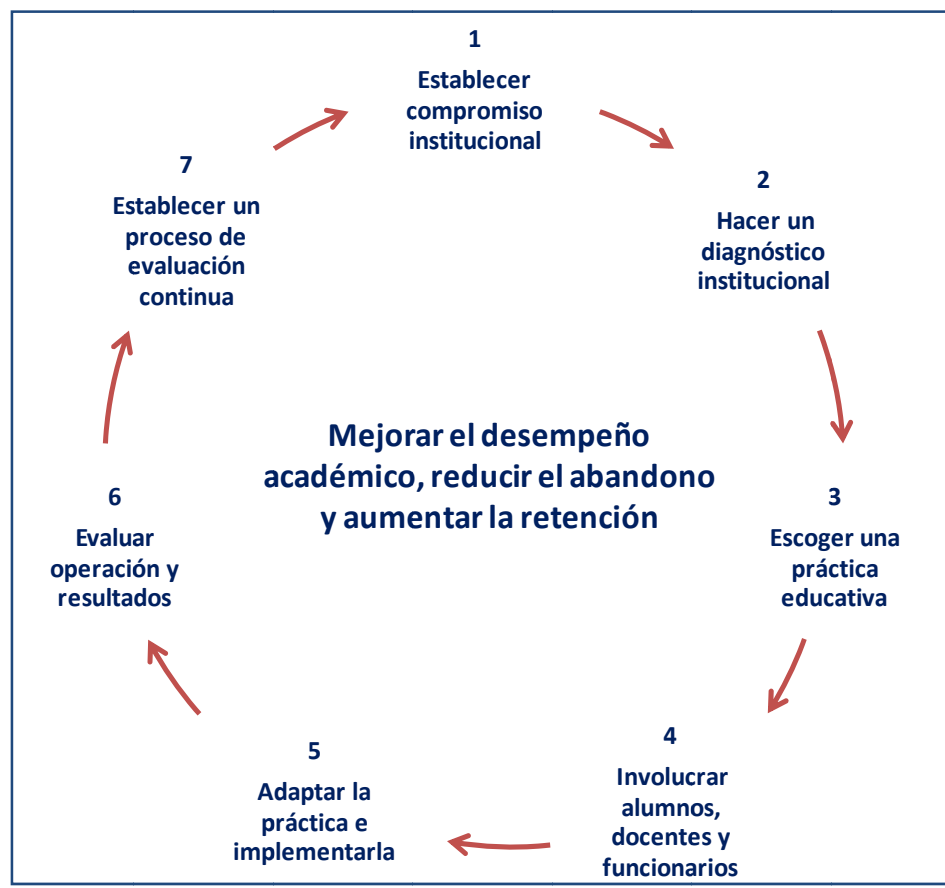 1
Establecer
compromiso
institucional
2
Hacer un
diagnóstico
institucional
3
Escoger una
práctica
educativa
4
Involucrar
alumnos,
docentes y
funcionarios
5
Adaptar la
práctica e
implementarla
6
Evaluar
operación y
resultados
7
Establecer un
proceso de
evaluación
continua
Mejorar el desempeño
académico, reducir el abandono
y aumentar la retención